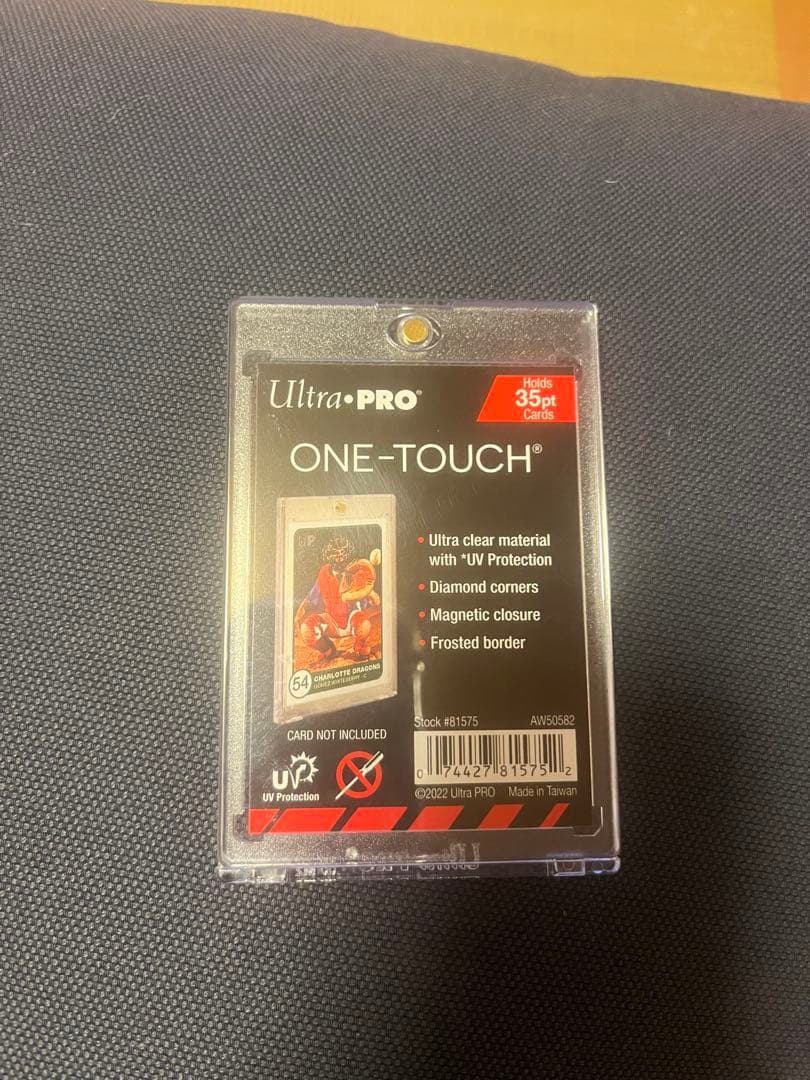 Ultra•PRO®
Holds
35pt
Cards
ONE-TOUCH®
• Ultra clear material
with *UV Protection
• Diamond corners
• Magnetic closure
• Frosted border
UP
54
CHARLOTTE DRAGONS
CARD NOT INCLUDED
UV
UV Protection
Stock #81575
AW50582
0 74427 81575 2
©2022 Ultra PRO Made in Taiwan